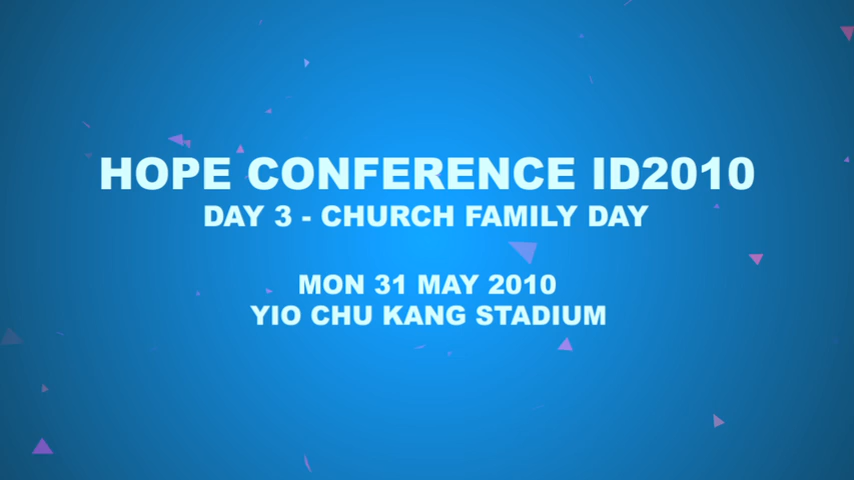 HOPE CONFERENCE ID2010
DAY 3 - CHURCH FAMILY DAY
MON 31 MAY 2010
YIO CHU KANG STADIUM